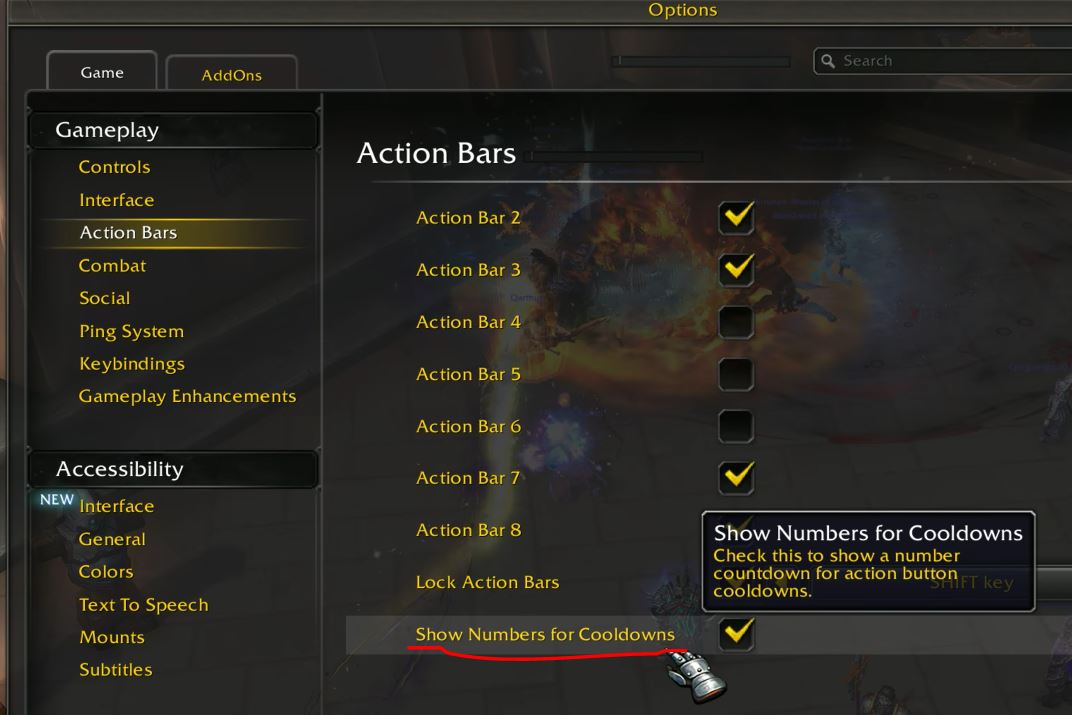 Options
Game
AddOns
Search
Gameplay
Controls
Interface
Action Bars
Combat
Social
Ping System
Keybindings
Gameplay Enhancements
Accessibility
NEW
Interface
General
Colors
Text To Speech
Mounts
Subtitles
Action Bars
Action Bar 2
Action Bar 3
Action Bar 4
Action Bar 5
Action Bar 6
Action Bar 7
Action Bar 8
Lock Action Bars
SHIFT key
Show Numbers for Cooldowns
Show Numbers for Cooldowns
Check this to show a number
countdown for action button
cooldowns.